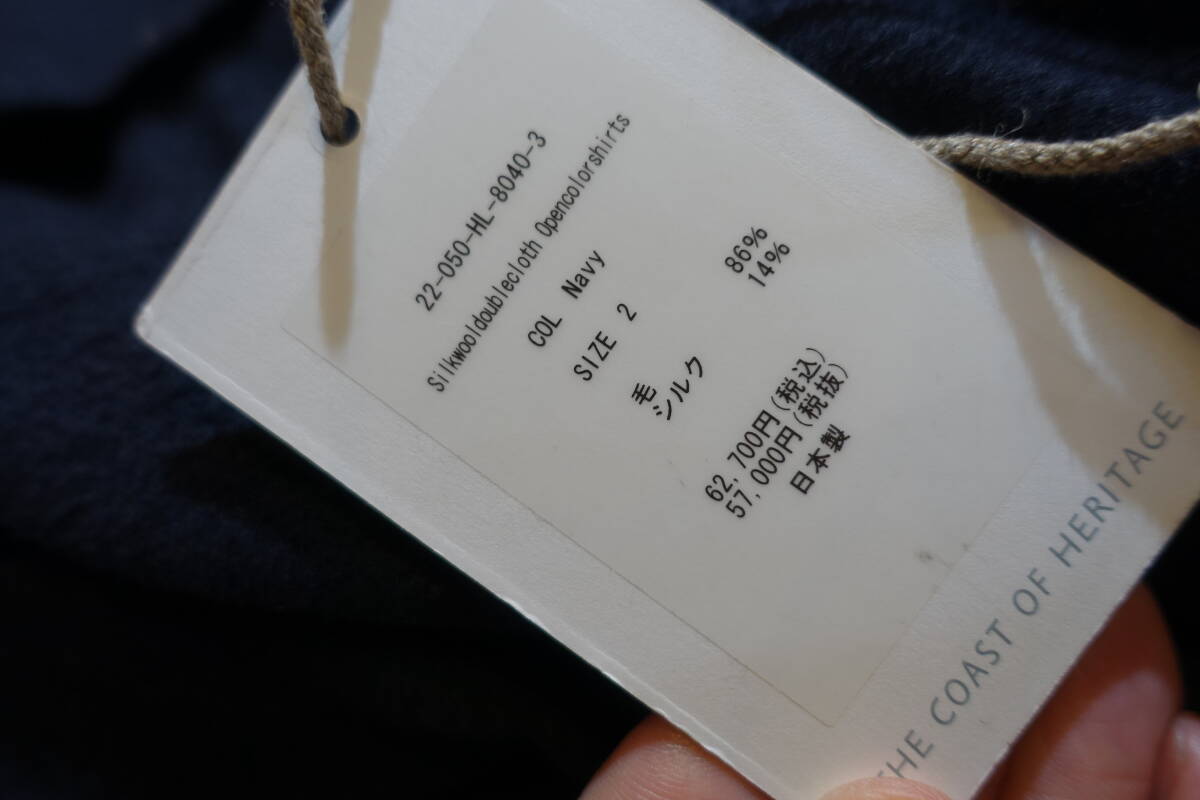 22-050-HL-8040-3
Silkwooldoublecloth Opencolorshirts
COL Navy
SIZE 2
毛 86%
シルク 14%
62,700円(税込)
57,000円(税抜)
日本製
THE COAST OF HERITAGE